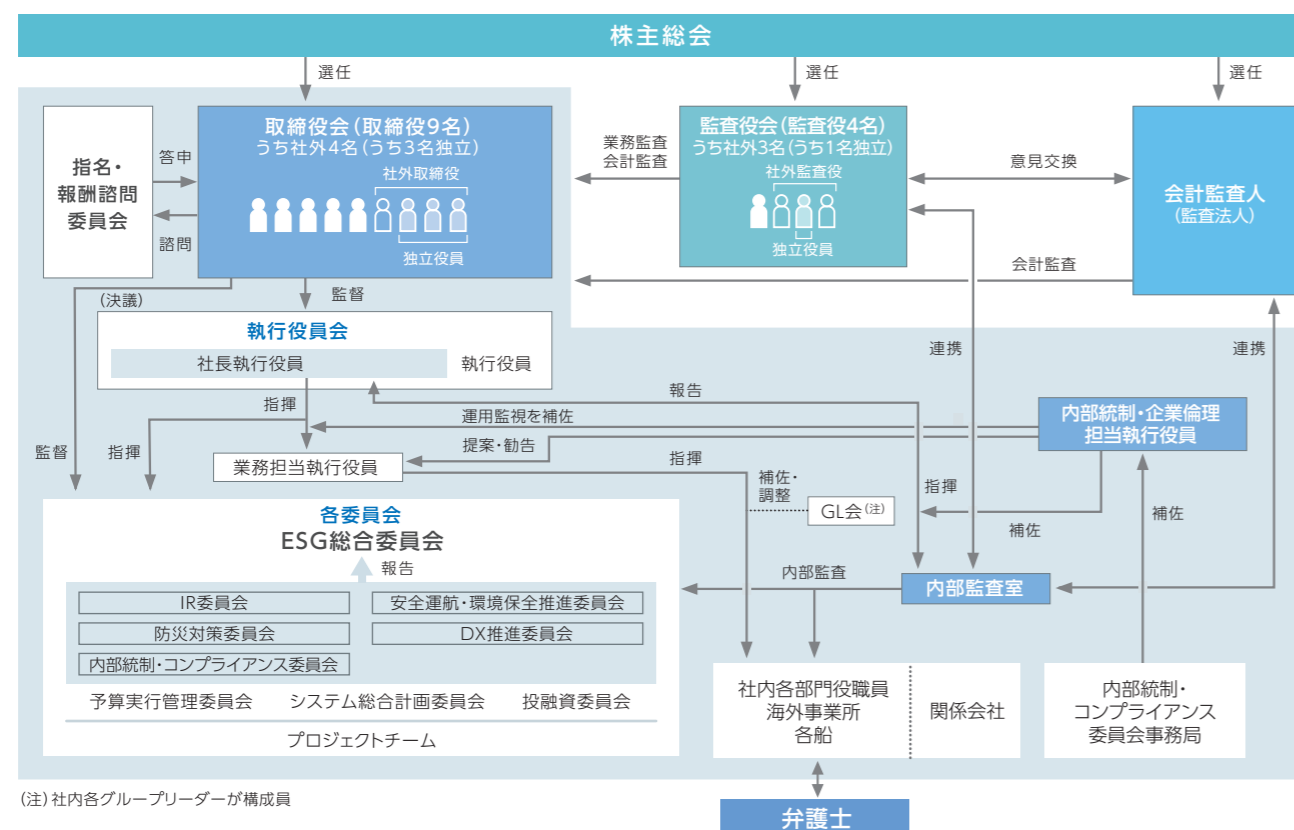 株主総会
選任
選任
選任
指名・
報酬諮問
委員会
答申
諮問
取締役会（取締役9名）
うち社外4名（うち3名独立）
社外取締役
独立役員
業務監査
会計監査
監査役会（監査役4名）
うち社外3名（うち1名独立）
社外監査役
独立役員
意見交換
会計監査人
（監査法人）
会計監査
（決議）
監督
執行役員会
社長執行役員
執行役員
連携
連携
報告
指揮
運用監視を補佐
内部統制・企業倫理
担当執行役員
監督
指揮
提案・勧告
業務担当執行役員
指揮
補佐・
調整
GL会（注）
指揮
補佐
補佐
各委員会
ESG総合委員会
報告
内部監査
内部監査室
IR委員会
安全運航・環境保全推進委員会
防災対策委員会
DX推進委員会
内部統制・コンプライアンス委員会
予算実行管理委員会
システム総合計画委員会
投融資委員会
プロジェクトチーム
社内各部門役職員
海外事業所
各船
関係会社
内部統制・
コンプライアンス
委員会事務局
（注）社内各グループリーダーが構成員
弁護士